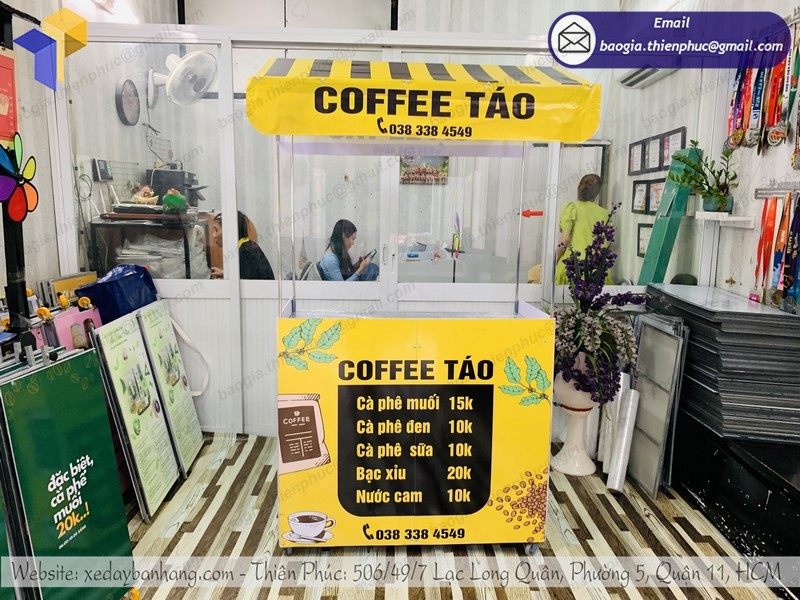 Email
baogia.thienphuc@gmail.com
COFFEE TÁO
038 338 4549
COFFEE TÁO
Cà phê muối 15k
Cà phê đen 10k
Cà phê sữa 10k
Bạc xỉu 20k
Nước cam 10k
COFFEE
038 338 4549
đặc biệt,
cà phê
muối
20k..!
Website: xedaybanhang.com - Thiên Phúc: 506/49/7 Lạc Long Quân, Phường 5, Quận 11, HCM